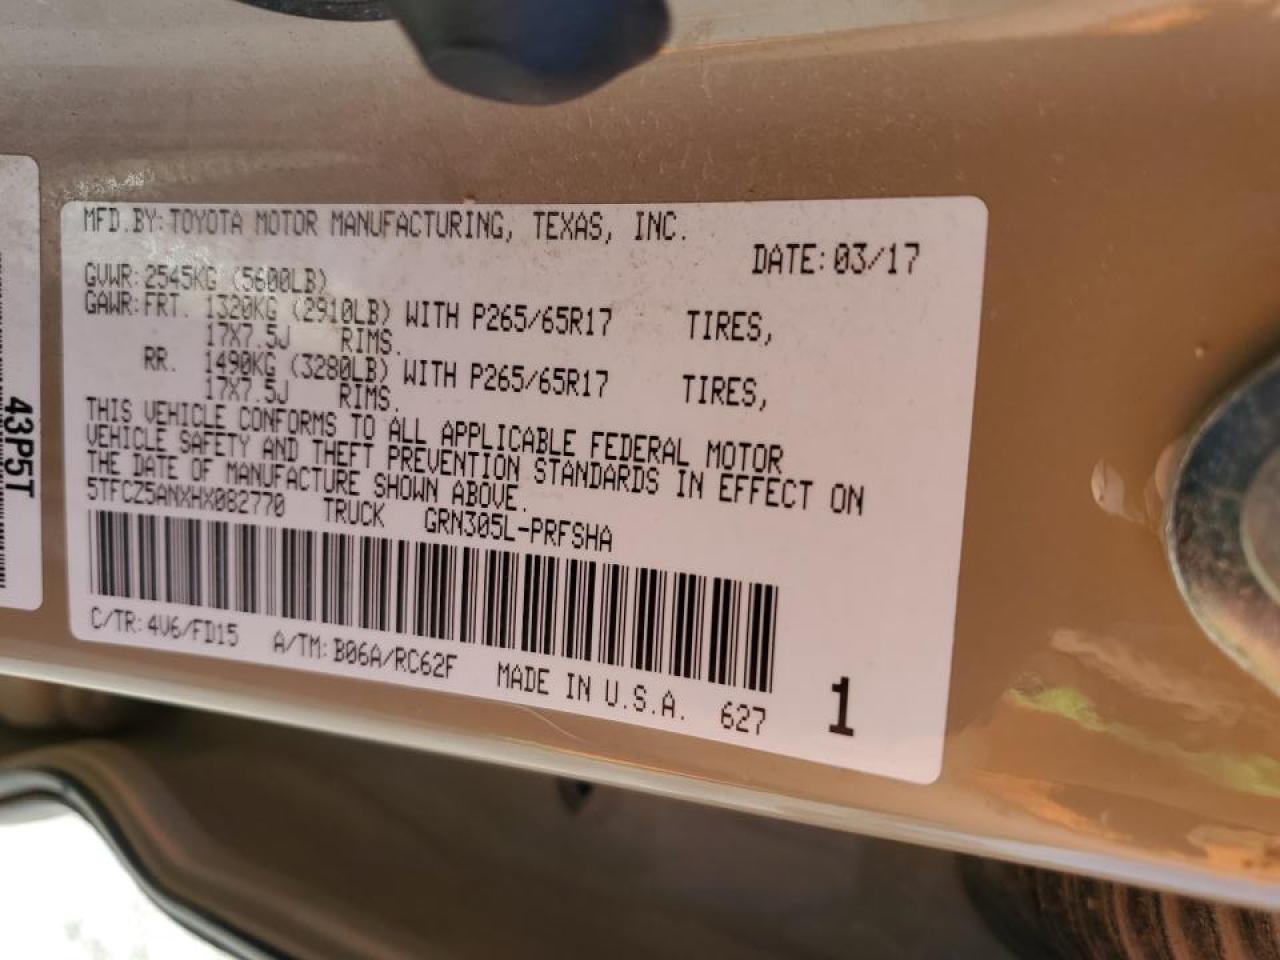 MFD.BY: TOYOTA MOTOR MANUFACTURING, TEXAS, INC.
DATE: 03/17
GVWR: 2545KG (5600LB)
GAWR: FRT. 1320KG (2910LB) WITH P265/65R17 TIRES,
17X7.5J RIMS.
RR. 1490KG (3280LB) WITH P265/65R17 TIRES,
17X7.5J RIMS.
THIS VEHICLE CONFORMS TO ALL APPLICABLE FEDERAL MOTOR
VEHICLE SAFETY AND THEFT PREVENTION STANDARDS IN EFFECT ON
THE DATE OF MANUFACTURE SHOWN ABOVE.
5TFCZ5ANXHX082770 TRUCK GRN305L-PRFSHA
C/TR: 4V6/FD15 A/TM: B06A/RC62F MADE IN U.S.A. 627 1
43P5T